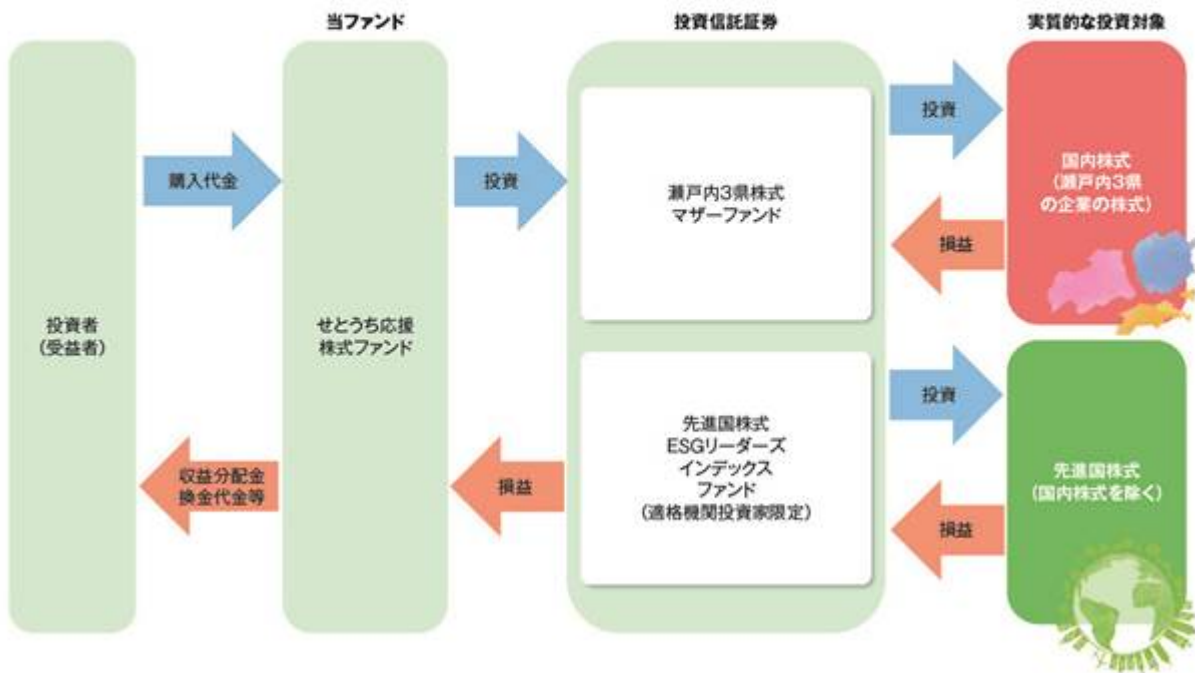 当ファンド
投資信託証券
実質的な投資対象
投資者
(受益者)
購入代金
収益分配金
換金代金等
せとうち応援
株式ファンド
投資
損益
瀬戸内3県株式
マザーファンド
先進国株式
ESGリーダーズ
インデックス
ファンド
(適格機関投資家限定)
投資
損益
投資
損益
国内株式
(瀬戸内3県
の企業の株式)
先進国株式
(国内株式を除く)